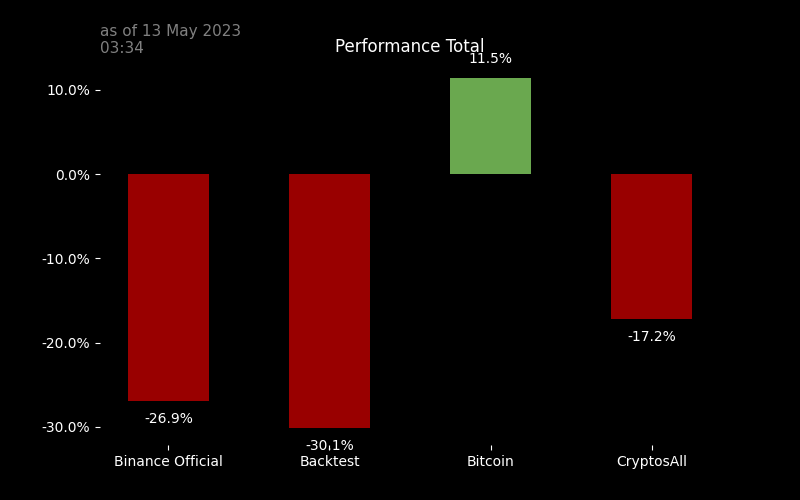 as of 13 May 2023
03:34
Performance Total
11.5%
10.0%
0.0%
-10.0%
-20.0%
-17.2%
-30.0%
-26.9%
-30.1%
Binance Official
Backtest
Bitcoin
CryptosAll